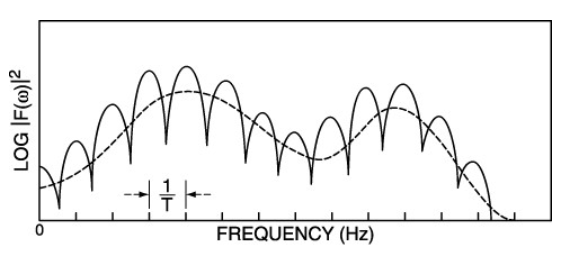 LOG |F(ω)|²
1
T
0
FREQUENCY (Hz)